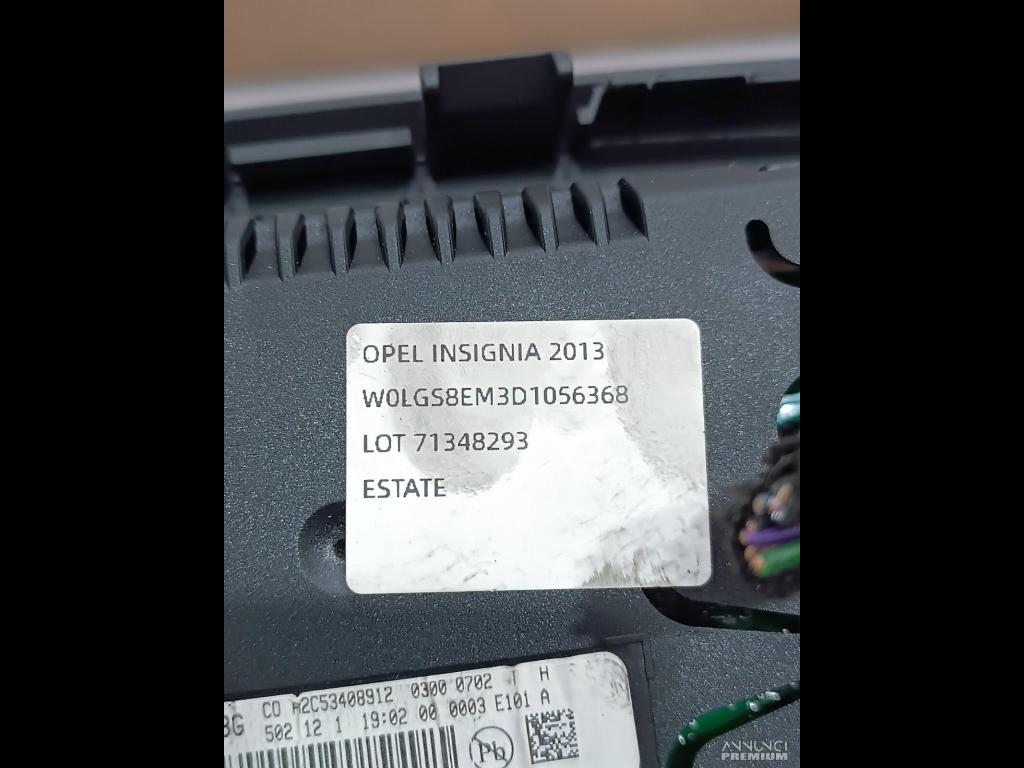 OPEL INSIGNIA 2013
W0LGS8EM3D1056368
LOT 71348293
ESTATE
CO A2C53408912 0300 0702 H
502 12 1 19:02 00 0003 E101 A
Pb
ANNUNCI
PREMIUM